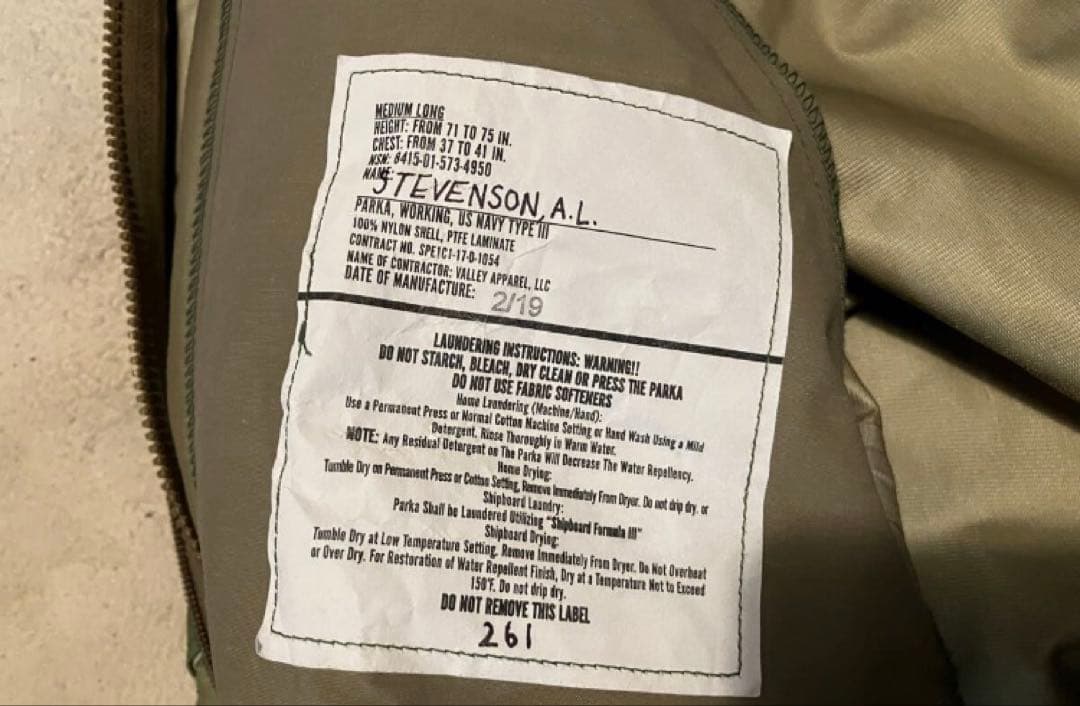 MEDIUM LONG
HEIGHT: FROM 71 TO 75 IN.
CHEST: FROM 37 TO 41 IN.
NSN: 8415-01-573-4950
NAME: STEVENSON, A.L.
PARKA, WORKING, US NAVY TYPE III
100% NYLON SHELL, PTFE LAMINATE
CONTRACT NO. SPE1C1-17-D-1054
NAME OF CONTRACTOR: VALLEY APPAREL, LLC
DATE OF MANUFACTURE: 2/19
LAUNDERING INSTRUCTIONS: WARNING!!
DO NOT STARCH, BLEACH, DRY CLEAN OR PRESS THE PARKA
DO NOT USE FABRIC SOFTENERS
Home Laundering (Machine/Hand):
Use a Permanent Press or Normal Cotton Machine Setting or Hand Wash Using a Mild
Detergent. Rinse Thoroughly in Warm Water.
NOTE: Any Residual Detergent on The Parka Will Decrease The Water Repellency.
Home Drying:
Tumble Dry on Permanent Press or Cotton Setting, Remove Immediately From Dryer. Do not drip dry. or
Shipboard Laundry:
Parka Shall be Laundered Utilizing "Shipboard Formula III"
Shipboard Drying:
Tumble Dry at Low Temperature Setting. Remove Immediately From Dryer. Do Not Overheat
or Over Dry. For Restoration of Water Repellent Finish, Dry at a Temperature Not to Exceed
150°F. Do not drip dry.
DO NOT REMOVE THIS LABEL
261